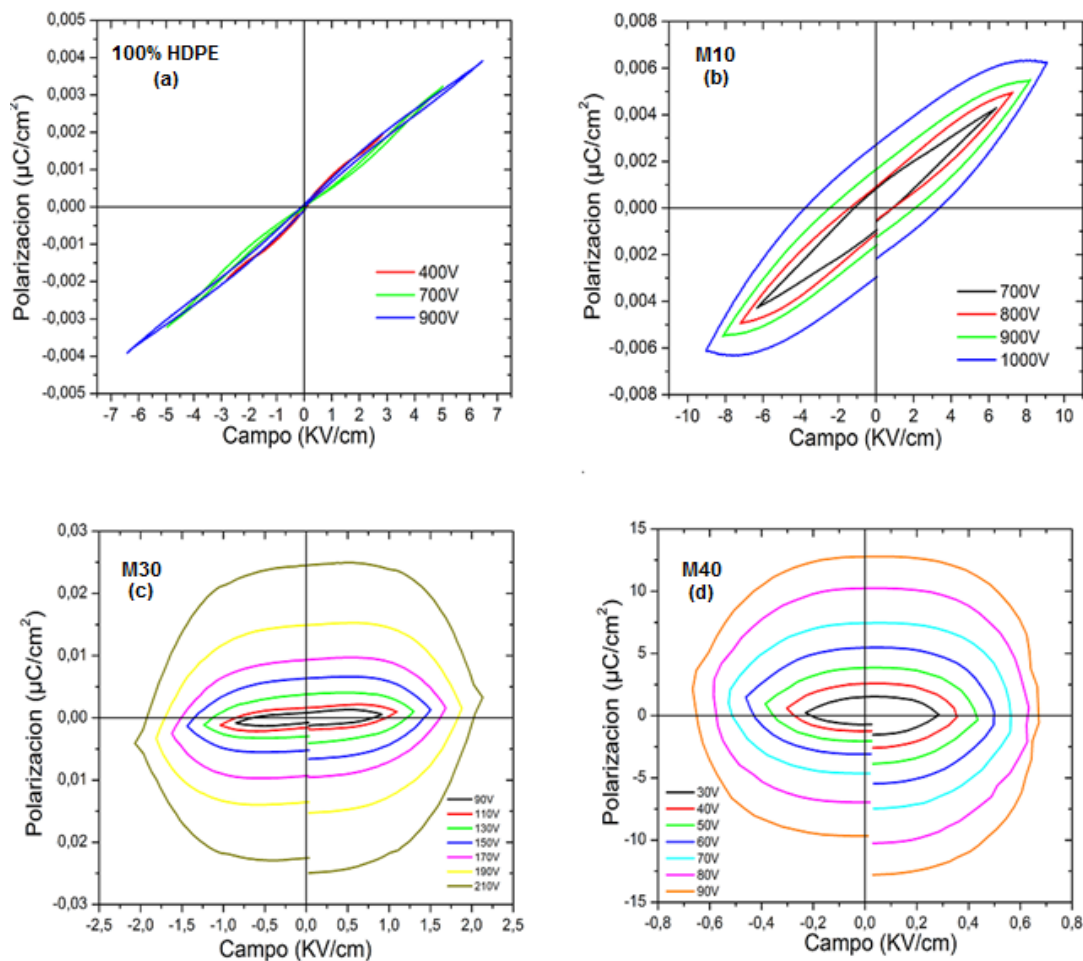 100% HDPE
(a)
Polarizacion (µC/cm²)
0,005
0,004
0,003
0,002
0,001
0,000
-0,001
-0,002
-0,003
-0,004
-0,005
400V
700V
900V
-7 -6 -5 -4 -3 -2 -1 0 1 2 3 4 5 6 7
Campo (KV/cm)
M10
(b)
Polarizacion (µC/cm²)
0,008
0,006
0,004
0,002
0,000
0,002
0,004
-0,006
-0,008
700V
800V
900V
1000V
-10 -8 -6 -4 -2 0 2 4 6 8 10
Campo (KV/cm)
M30
(c)
Polarizacion (µC/cm²)
0,03
0,02
0,01
0,00
0,01
0,02
-0,03
90V
110V
130V
150V
170V
190V
210V
-2,5 -2,0 -1,5 -1,0 -0,5 0,0 0,5 1,0 1,5 2,0 2,5
Campo (KV/cm)
M40
(d)
Polarizacion (µC/cm²)
15
10
5
0
-5
-10
-15
30V
40V
50V
60V
70V
80V
90V
-0,8 -0,6 -0,4 -0,2 0,0 0,2 0,4 0,6 0,8
Campo (KV/cm)